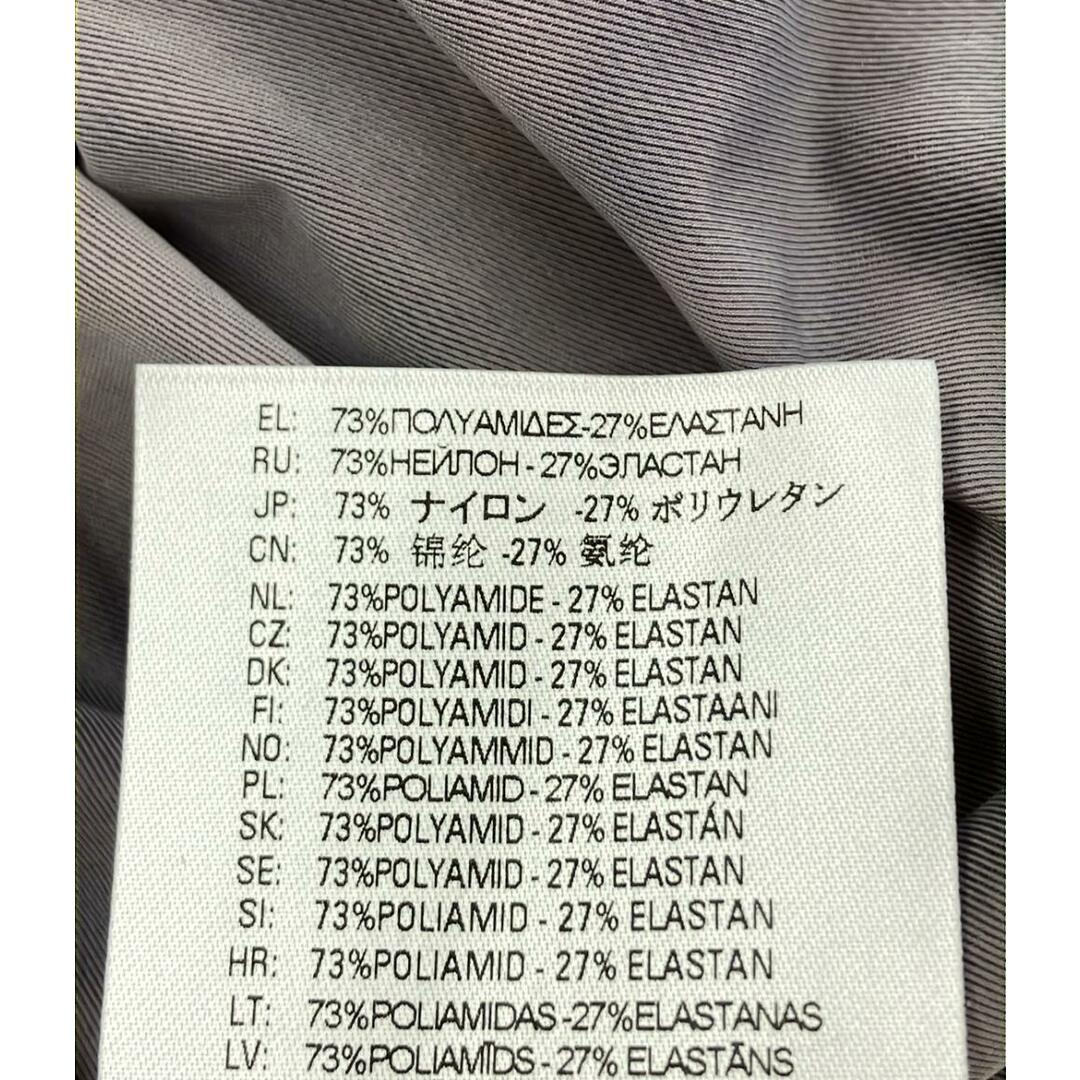 EL: 73%ΠΟΛΥΑΜΙΔΕΣ-27%ΕΛΑΣΤΑΝΗ
RU: 73%НЕЙЛОН - 27%ЭЛАСТАН
JP: 73% ナイロン -27% ポリウレタン
CN: 73% 锦纶 -27% 氨纶
NL: 73%POLYAMIDE - 27% ELASTAN
CZ: 73%POLYAMID - 27% ELASTAN
DK: 73%POLYAMID - 27% ELASTAN
FI: 73%POLYAMIDI - 27% ELASTAANI
NO: 73%POLYAMMID - 27% ELASTAN
PL: 73%POLIAMID - 27% ELASTAN
SK: 73%POLYAMID - 27% ELASTÁN
SE: 73%POLYAMID - 27% ELASTAN
SI: 73%POLIAMID - 27% ELASTAN
HR: 73%POLIAMID - 27% ELASTAN
LT: 73%POLIAMIDAS -27%ELASTANAS
LV: 73%POLIAMĪDS - 27% ELASTĀNS